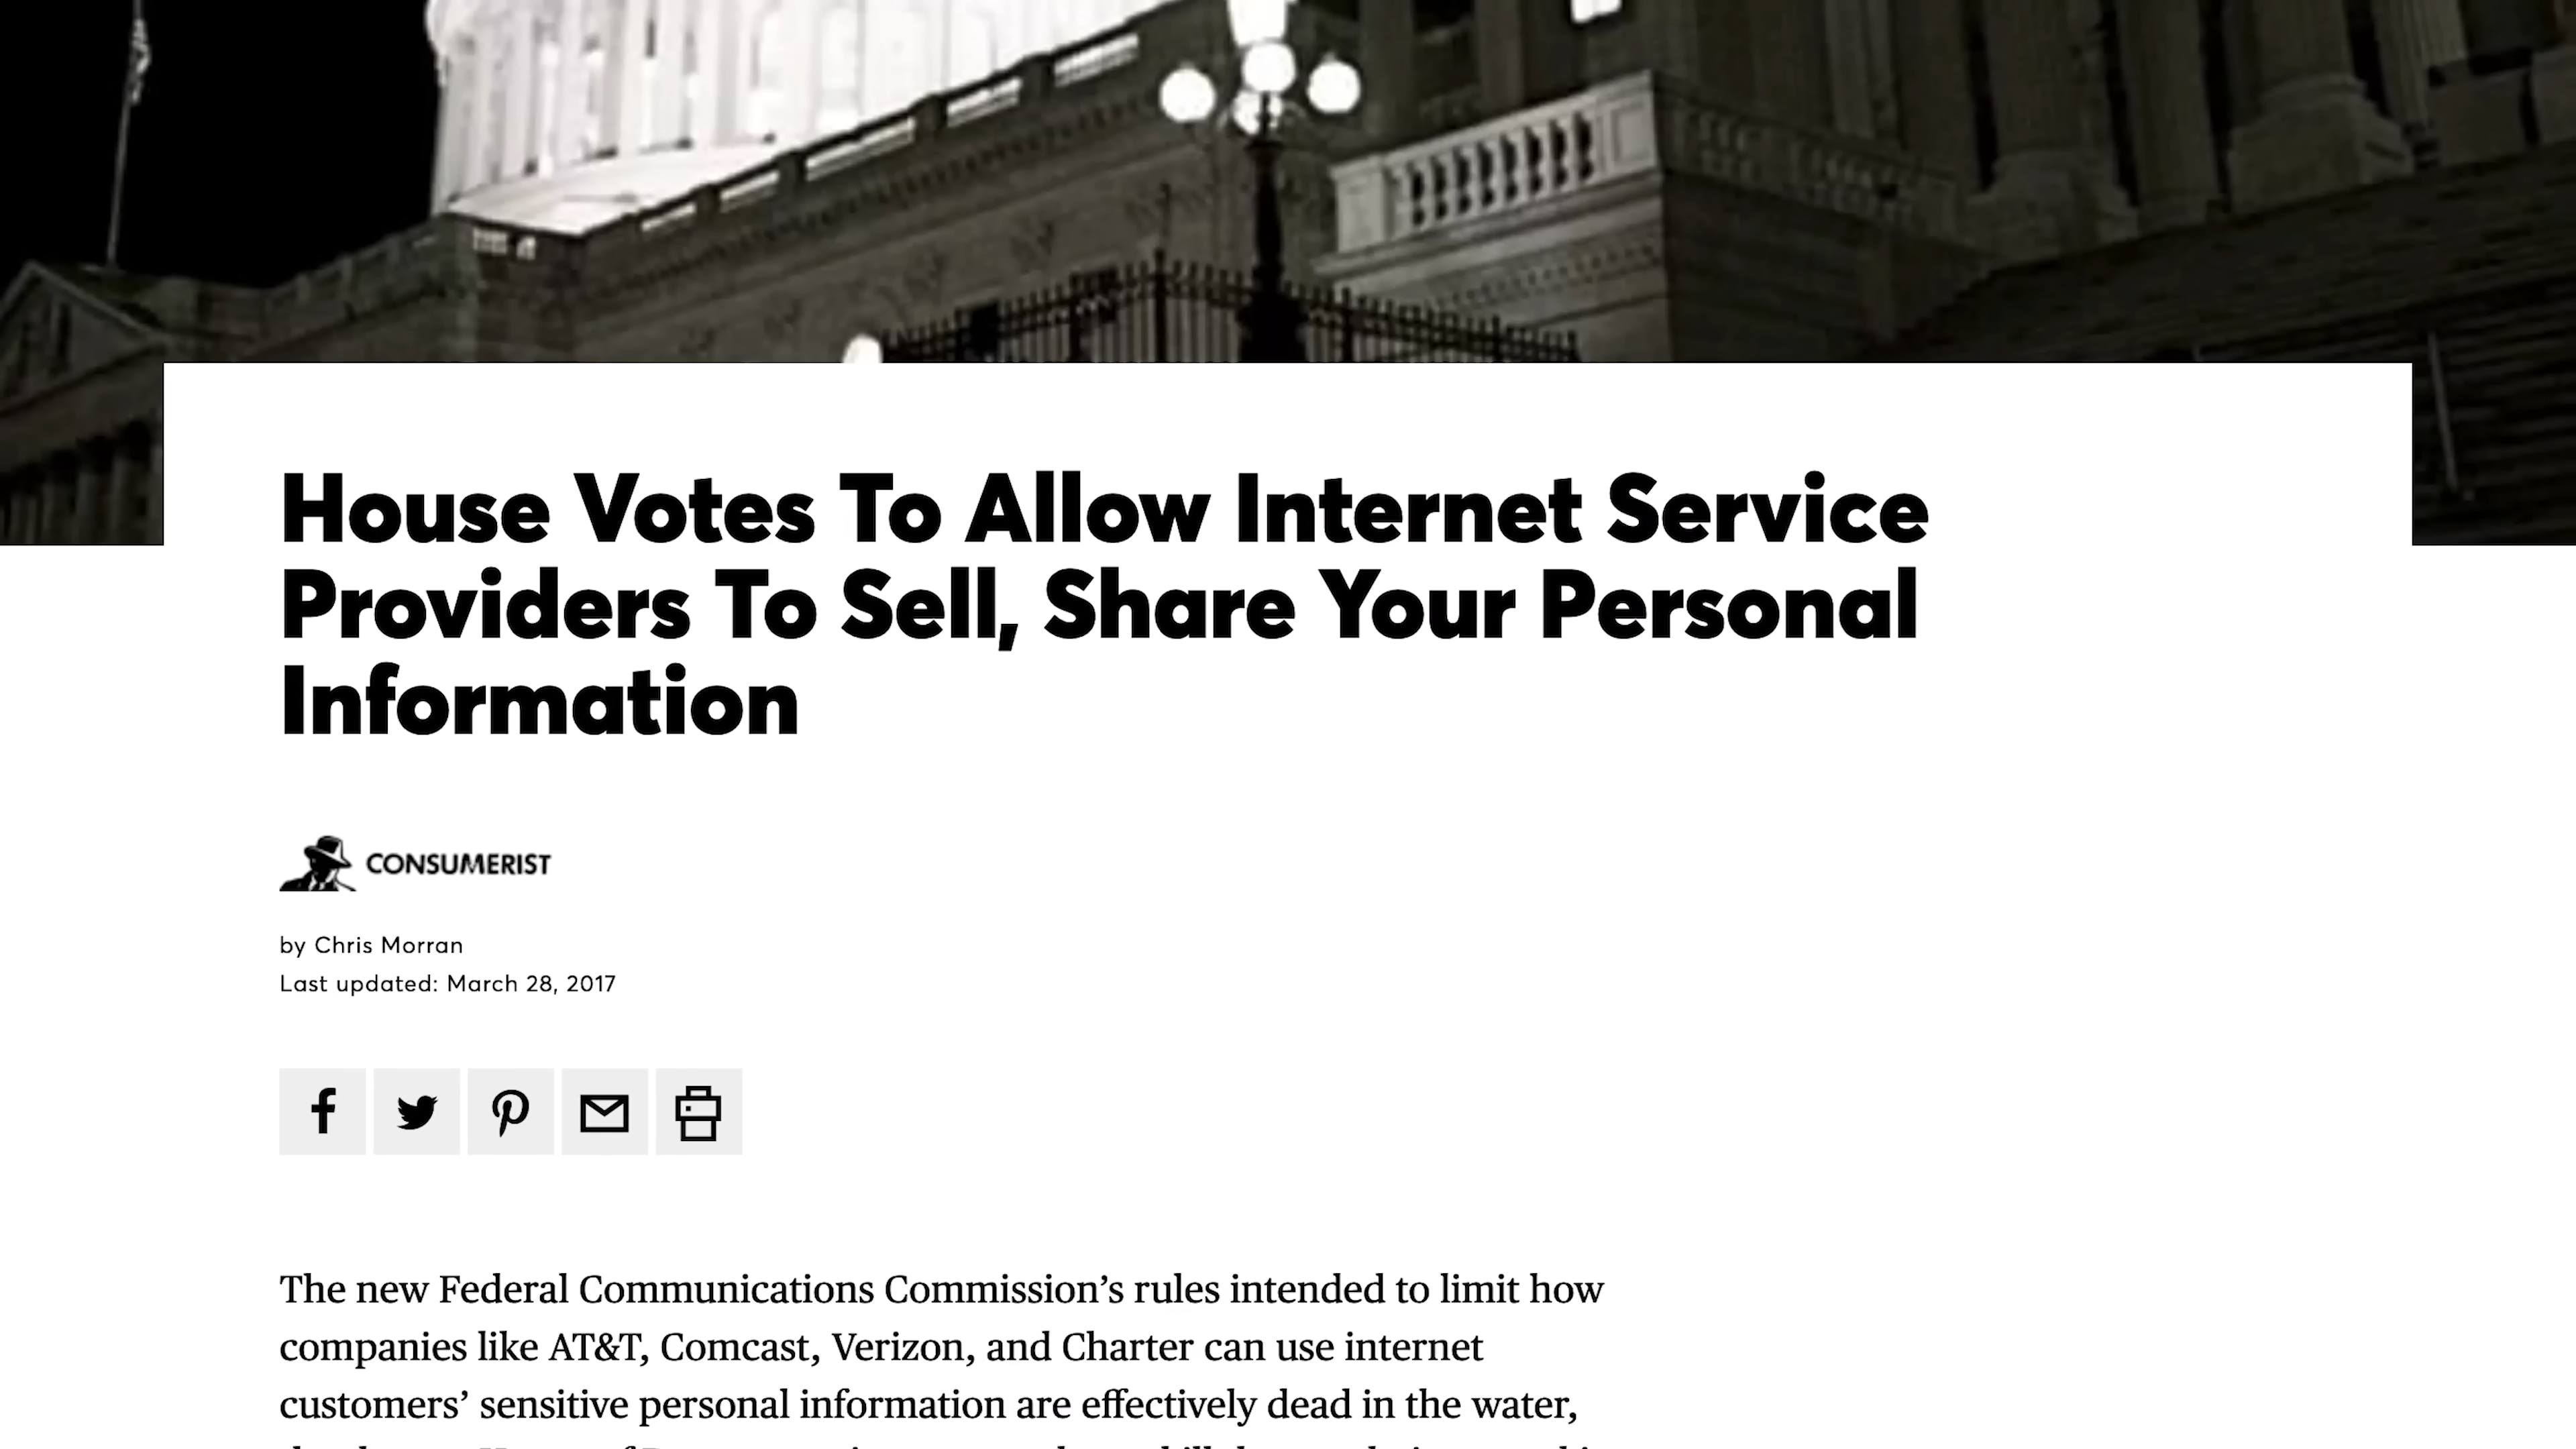 House Votes To Allow Internet Service
Providers To Sell, Share Your Personal
Information
CONSUMERIST
by Chris Morran
Last updated: March 28, 2017
The new Federal Communications Commission’s rules intended to limit how
companies like AT&T, Comcast, Verizon, and Charter can use internet
customers’ sensitive personal information are effectively dead in the water,